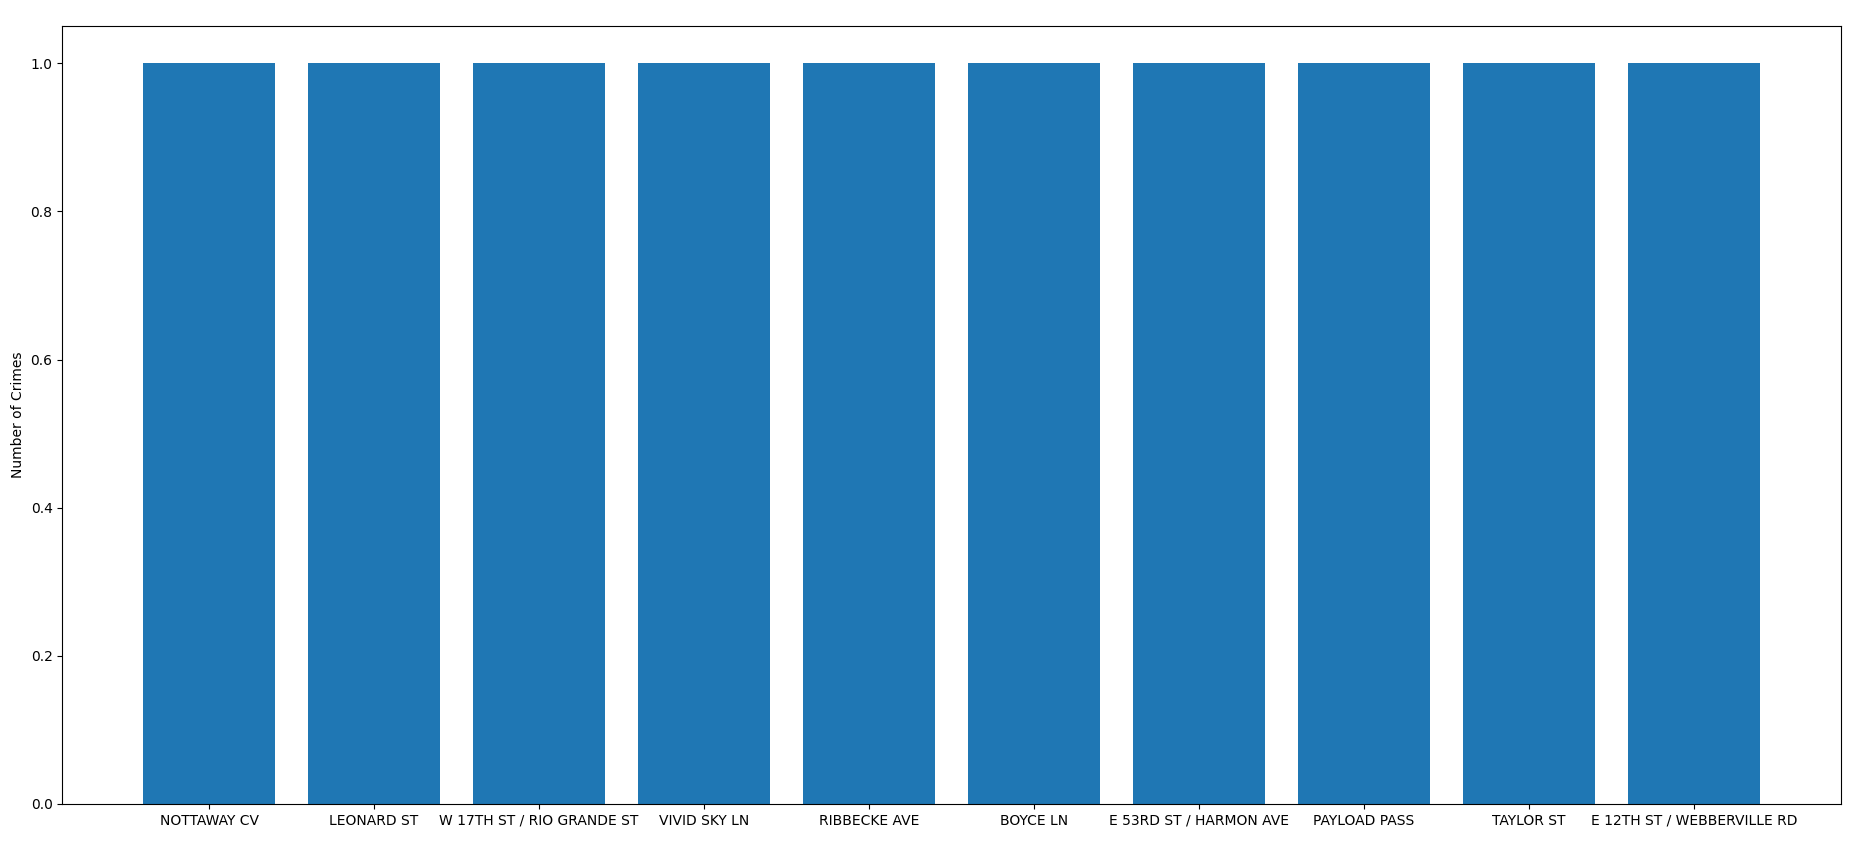 1.0
0.8
0.6
0.4
0.2
0.0
Number of Crimes
NOTTAWAY CV
LEONARD ST
W 17TH ST / RIO GRANDE ST
VIVID SKY LN
RIBBECKE AVE
BOYCE LN
E 53RD ST / HARMON AVE
PAYLOAD PASS
TAYLOR ST
E 12TH ST / WEBBERVILLE RD